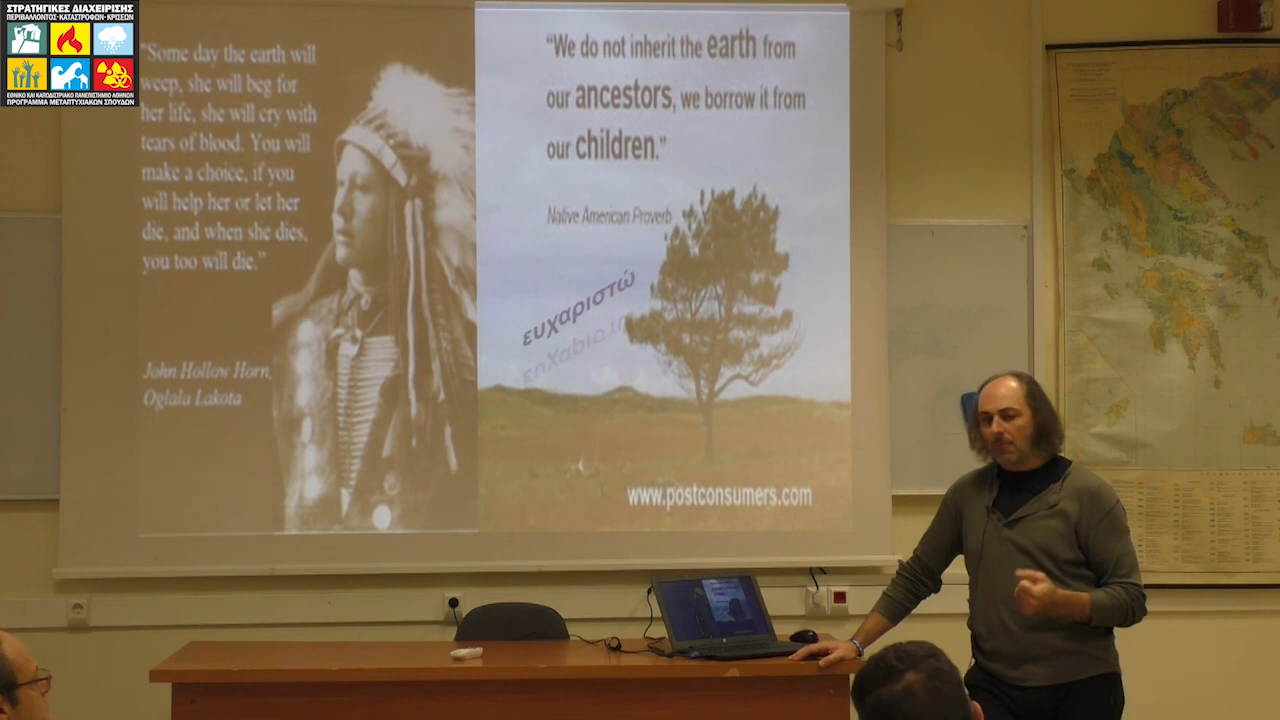 ΣΤΡΑΤΗΓΙΚΕΣ ΔΙΑΧΕΙΡΙΣΗΣ
ΠΕΡΙΒΑΛΛΟΝΤΟΣ·ΚΑΤΑΣΤΡΟΦΩΝ·ΚΡΙΣΕΩΝ
ΕΘΝΙΚΟ ΚΑΙ ΚΑΠΟΔΙΣΤΡΙΑΚΟ ΠΑΝΕΠΙΣΤΗΜΙΟ ΑΘΗΝΩΝ
ΠΡΟΓΡΑΜΜΑ ΜΕΤΑΠΤΥΧΙΑΚΩΝ ΣΠΟΥΔΩΝ
"Some day the earth will
weep, she will beg for
her life, she will cry with
tears of blood. You will
make a choice, if you
will help her or let her
die, and when she dies,
you too will die."
John Hollow Horn,
Oglala Lakota
“We do not inherit the earth from
our ancestors, we borrow it from
our children.”
Native American Proverb
ευχαριστώ
www.postconsumers.com